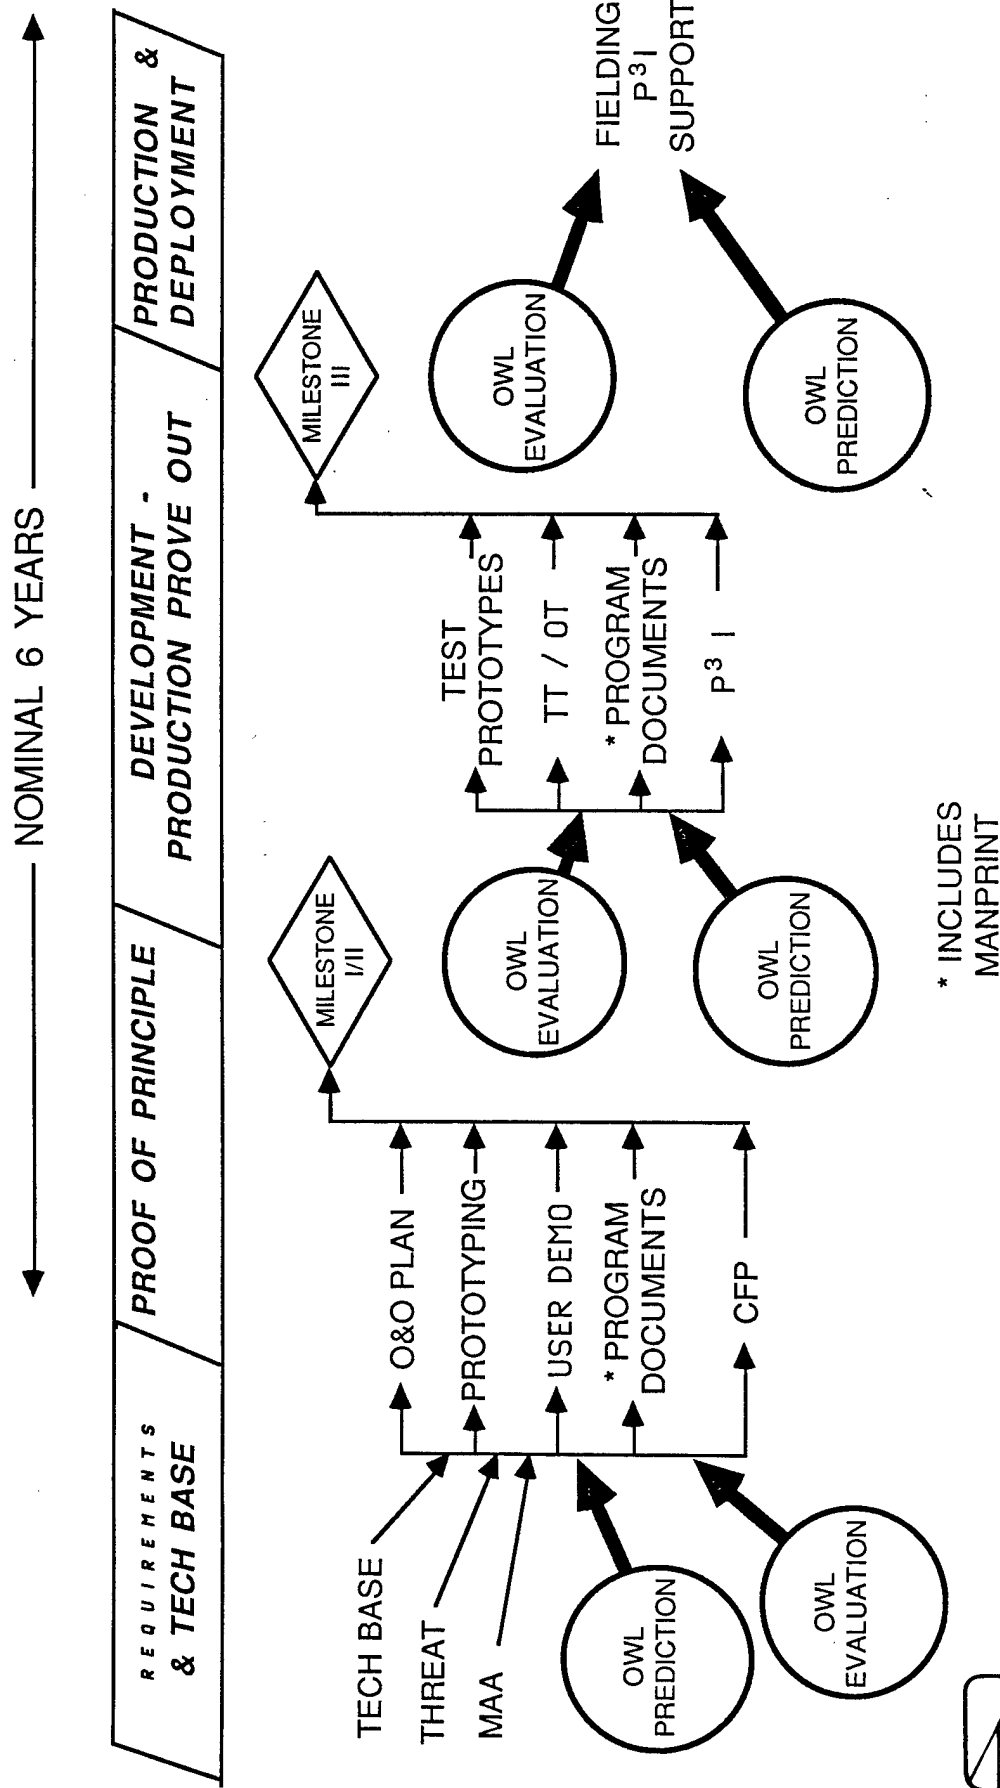 NOMINAL 6 YEARS
REQUIREMENTS
& TECH BASE
PROOF OF PRINCIPLE
DEVELOPMENT -
PRODUCTION PROVE OUT
PRODUCTION &
DEPLOYMENT
TECH BASE
THREAT
MAA
OWL
PREDICTION
OWL
EVALUATION
O&O PLAN
PROTOTYPING
USER DEMO
* PROGRAM
DOCUMENTS
CFP
MILESTONE
I/II
OWL
EVALUATION
OWL
PREDICTION
TEST
PROTOTYPES
TT / OT
* PROGRAM
DOCUMENTS
P³ I
MILESTONE
III
OWL
EVALUATION
OWL
PREDICTION
FIELDING
P³I
SUPPORT
* INCLUDES
MANPRINT